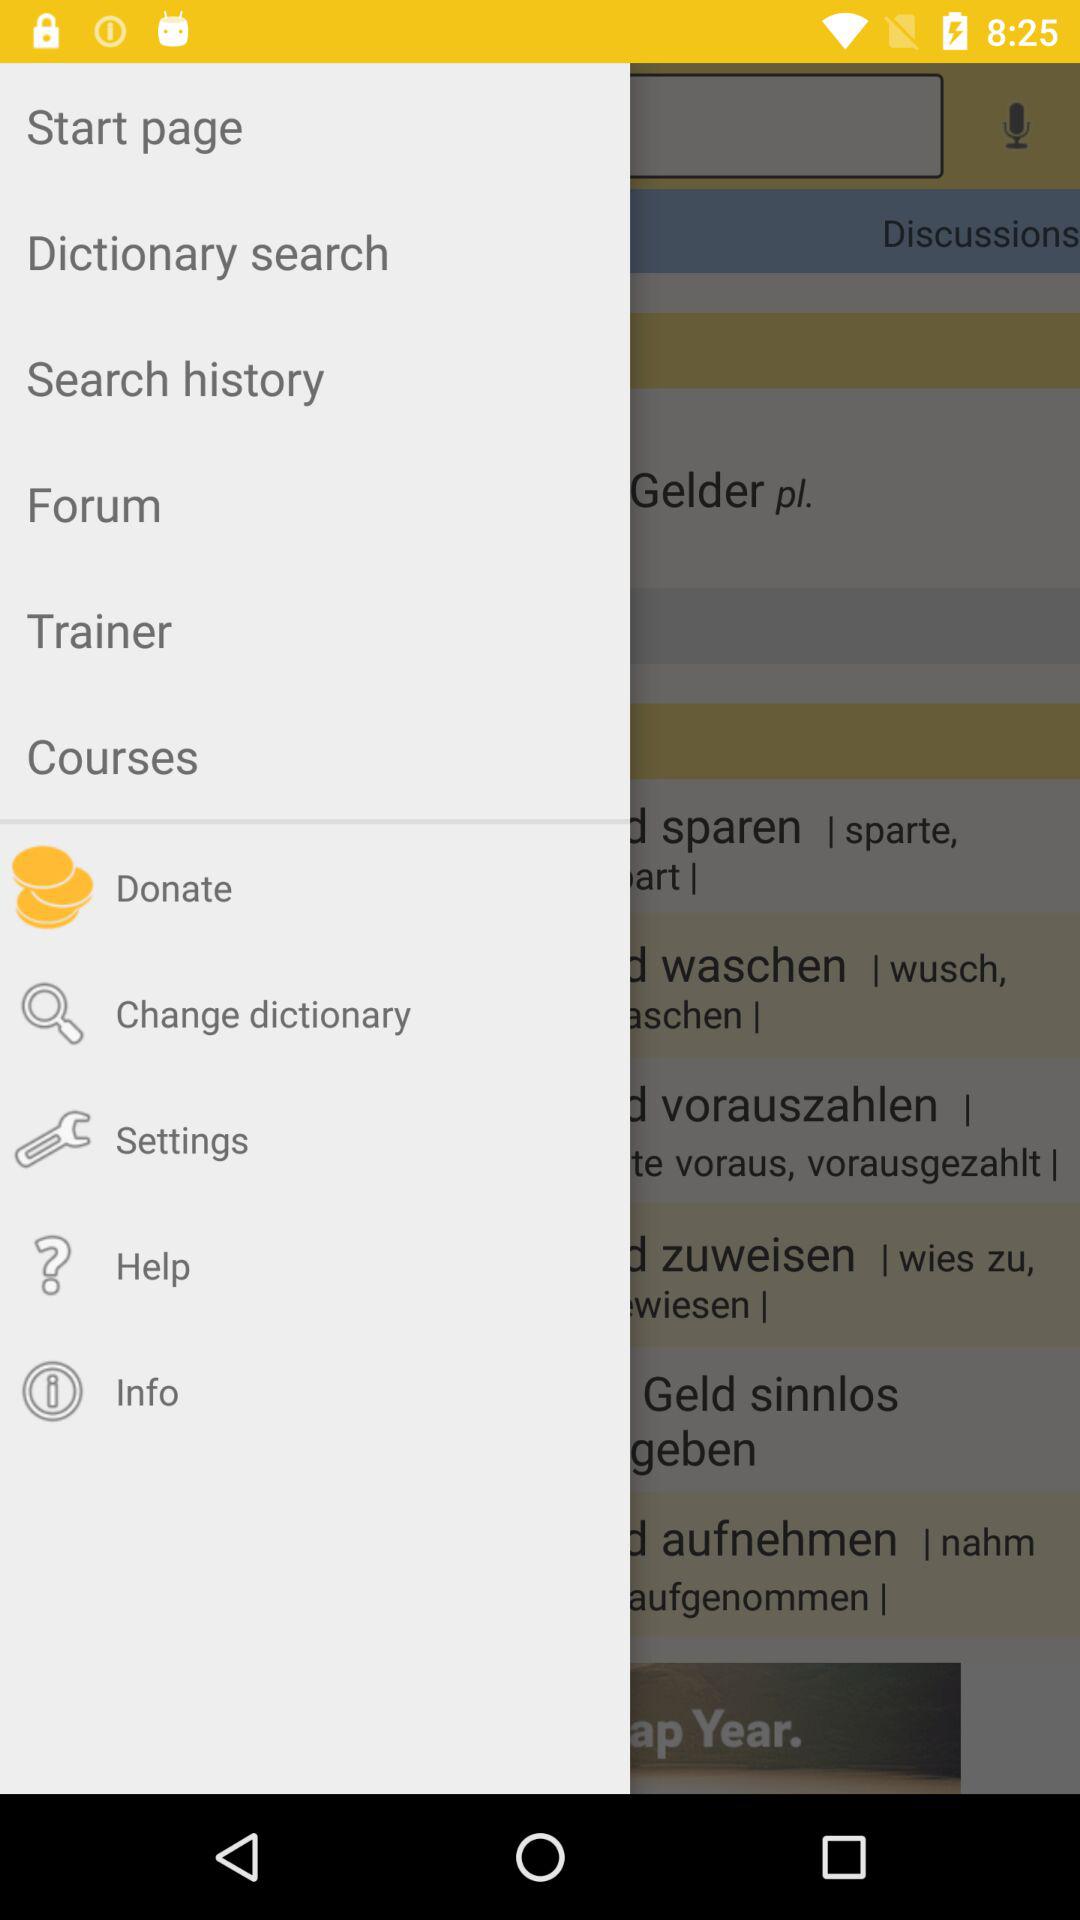 8:25
Start page
Dictionary search
Search history
Forum
Trainer
Courses
Donate
Change dictionary
Settings
Help
Info
Discussions
Gelder pl.
d sparen | sparte,
art |
d waschen | wusch,
aschen |
d vorauszahlen |
te voraus, vorausgezahlt |
d zuweisen | wies zu,
ewiesen |
Geld sinnlos
geben
d aufnehmen | nahm
aufgenommen |
ap Year.